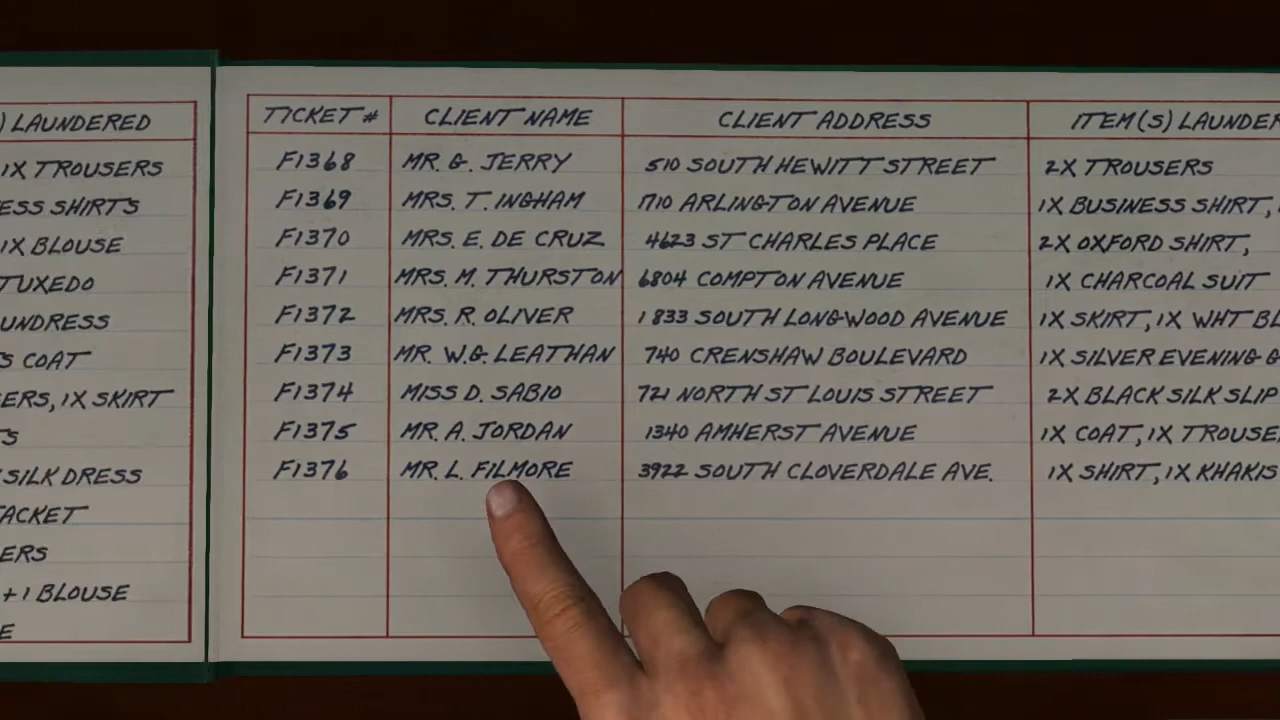 ) LAUNDERED
1X TROUSERS
ESS SHIRTS
1X BLOUSE
TUXEDO
UNDRESS
S COAT
ERS, 1X SKIRT
'S
SILK DRESS
ACKET
ERS
+ 1 BLOUSE
E
TICKET # CLIENT NAME CLIENT ADDRESS ITEM(S) LAUNDER
F1368 MR. G. JERRY 510 SOUTH HEWITT STREET 2X TROUSERS
F1369 MRS. T. INGHAM 1710 ARLINGTON AVENUE 1X BUSINESS SHIRT,
F1370 MRS. E. DE CRUZ 4623 ST CHARLES PLACE 2X OXFORD SHIRT,
F1371 MRS. M. THURSTON 6804 COMPTON AVENUE 1X CHARCOAL SUIT
F1372 MRS. R. OLIVER 1833 SOUTH LONGWOOD AVENUE 1X SKIRT, 1X WHT BL
F1373 MR. W.G. LEATHAN 740 CRENSHAW BOULEVARD 1X SILVER EVENING G
F1374 MISS D. SABIO 721 NORTH ST LOUIS STREET 2X BLACK SILK SLIP
F1375 MR. A. JORDAN 1340 AMHERST AVENUE 1X COAT, 1X TROUSE
F1376 MR. L. FILMORE 3922 SOUTH CLOVERDALE AVE. 1X SHIRT, 1X KHAKIS